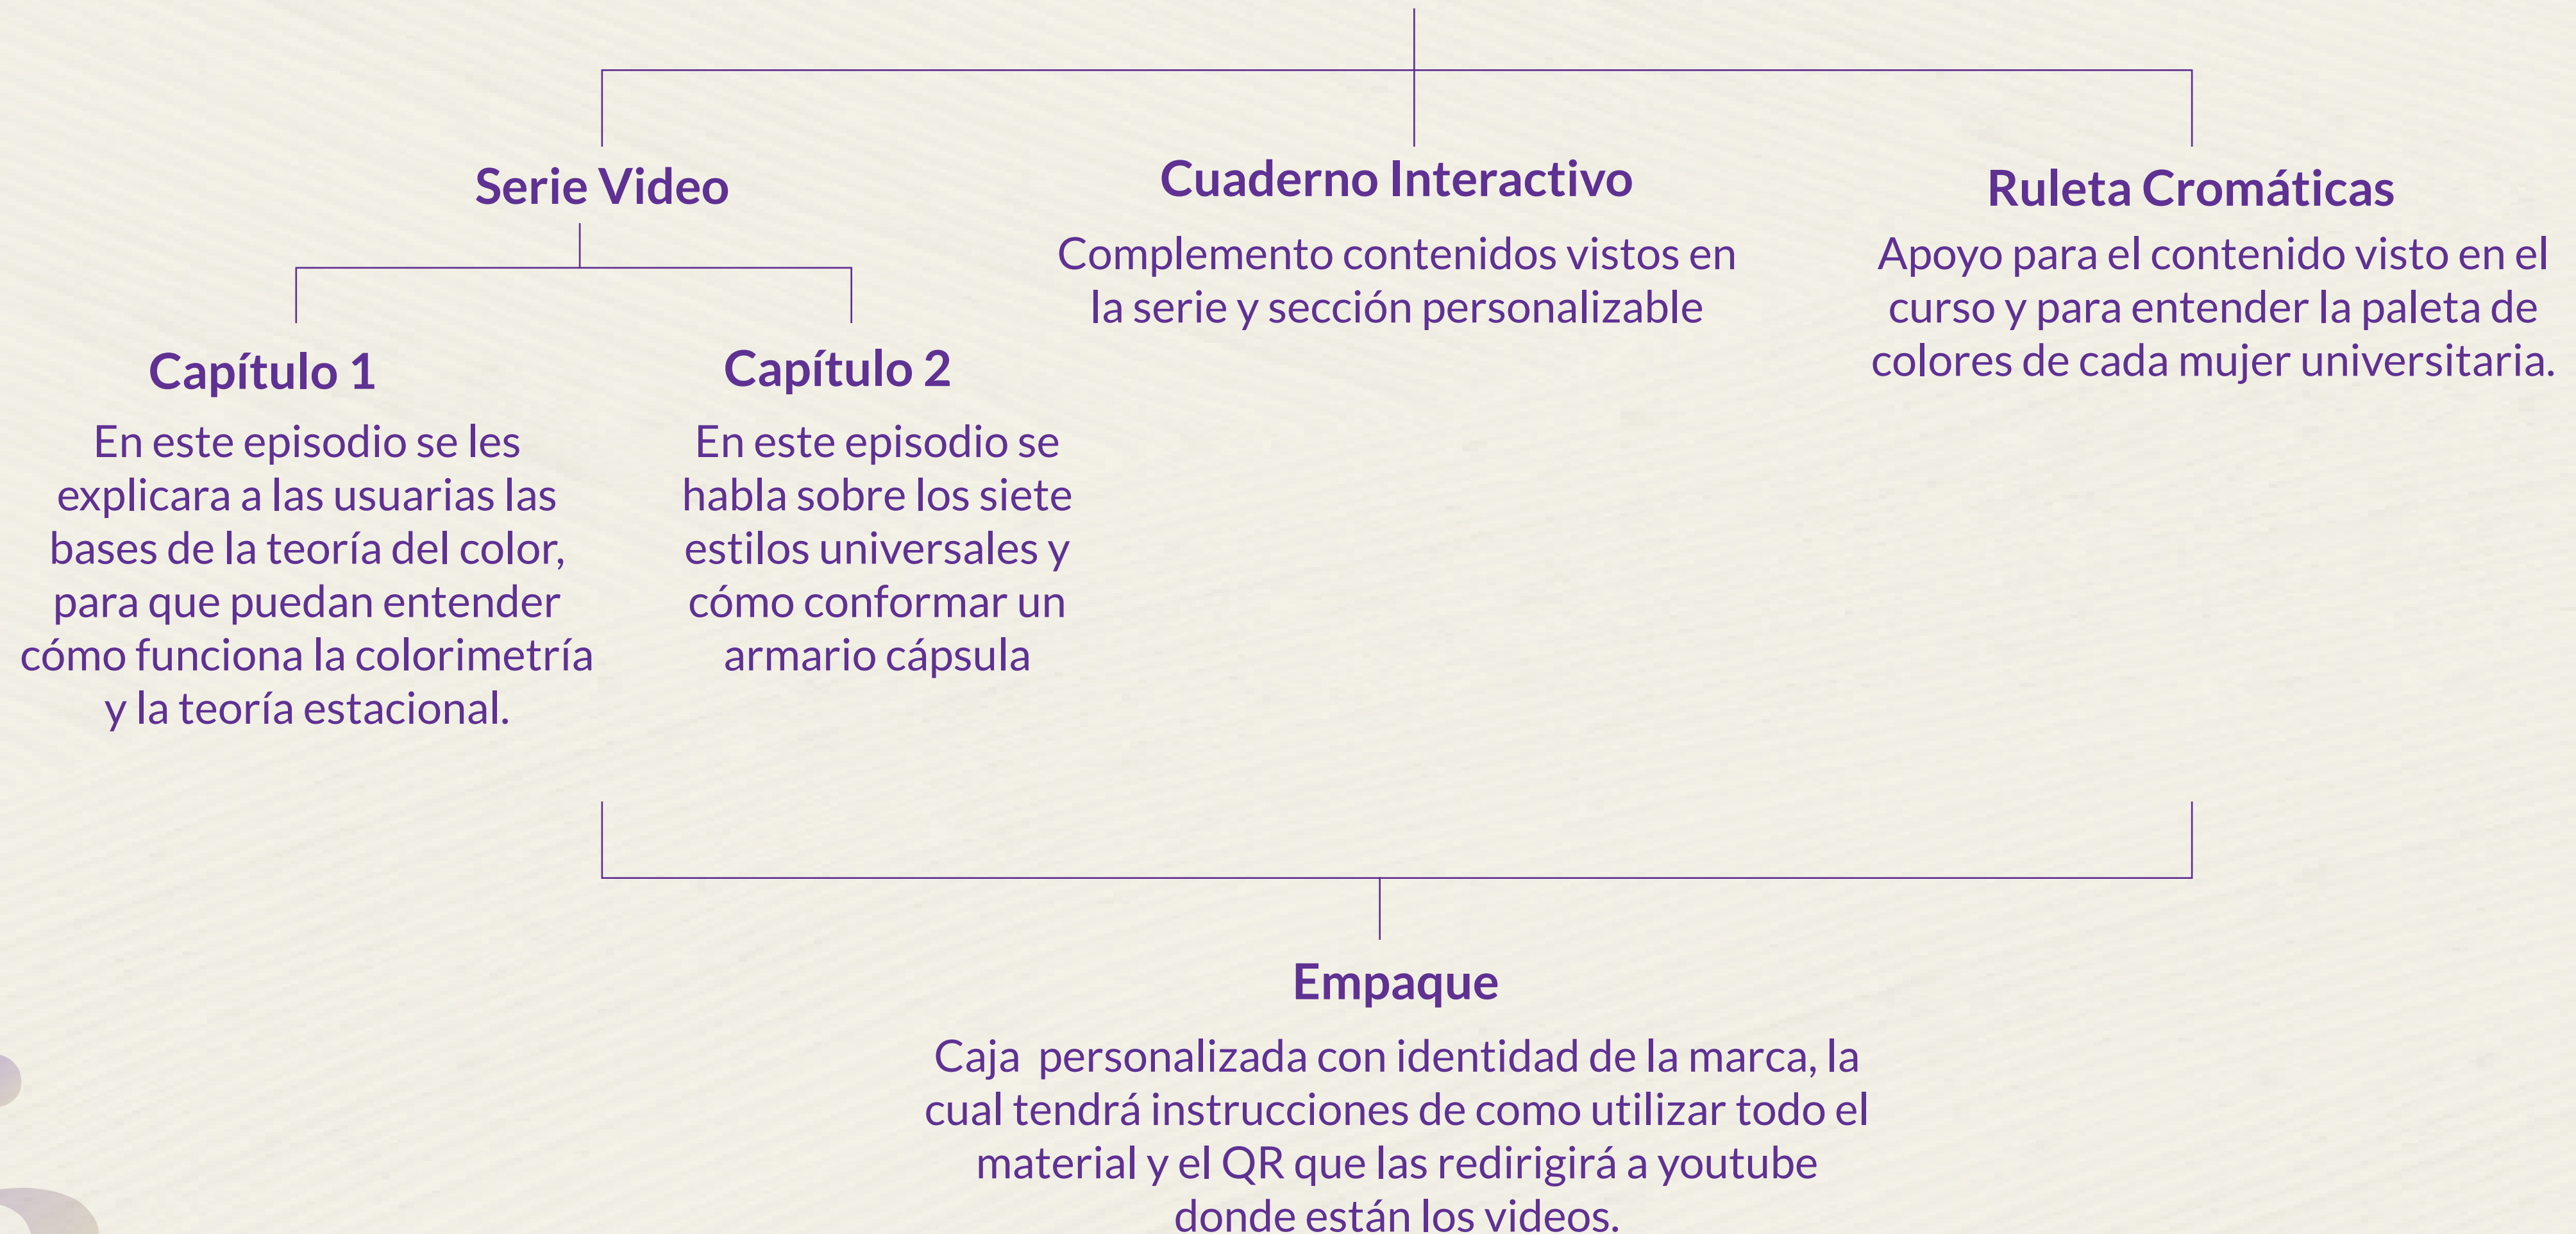 Serie Video
Capítulo 1
En este episodio se les
explicara a las usuarias las
bases de la teoría del color,
para que puedan entender
cómo funciona la colorimetría
y la teoría estacional.
Capítulo 2
En este episodio se
habla sobre los siete
estilos universales y
cómo conformar un
armario cápsula
Cuaderno Interactivo
Complemento contenidos vistos en
la serie y sección personalizable
Ruleta Cromáticas
Apoyo para el contenido visto en el
curso y para entender la paleta de
colores de cada mujer universitaria.
Empaque
Caja  personalizada con identidad de la marca, la
cual tendrá instrucciones de como utilizar todo el
material y el QR que las redirigirá a youtube
donde están los videos.